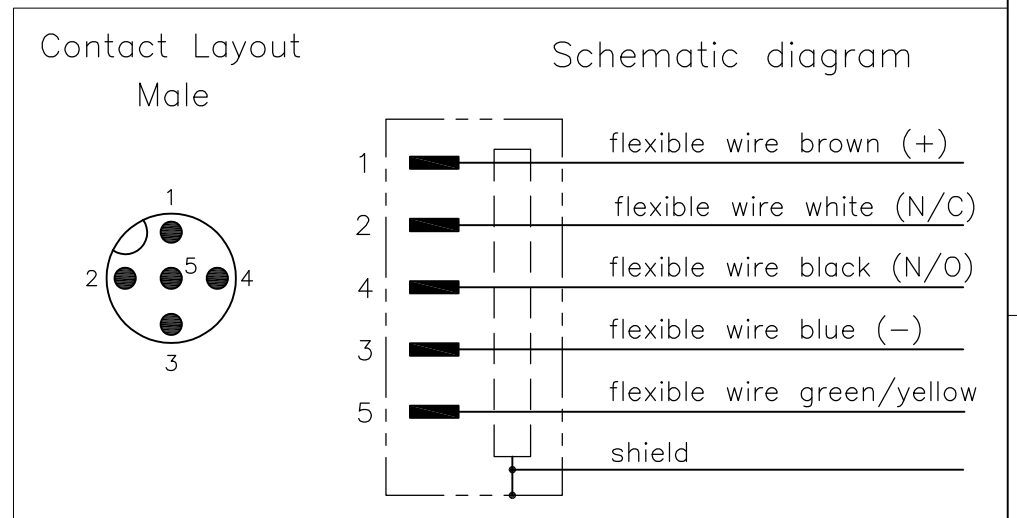 Contact Layout
Male
1
2 5 4
3
Schematic diagram
1 flexible wire brown (+)
2 flexible wire white (N/C)
4 flexible wire black (N/O)
3 flexible wire blue (−)
5 flexible wire green/yellow
shield